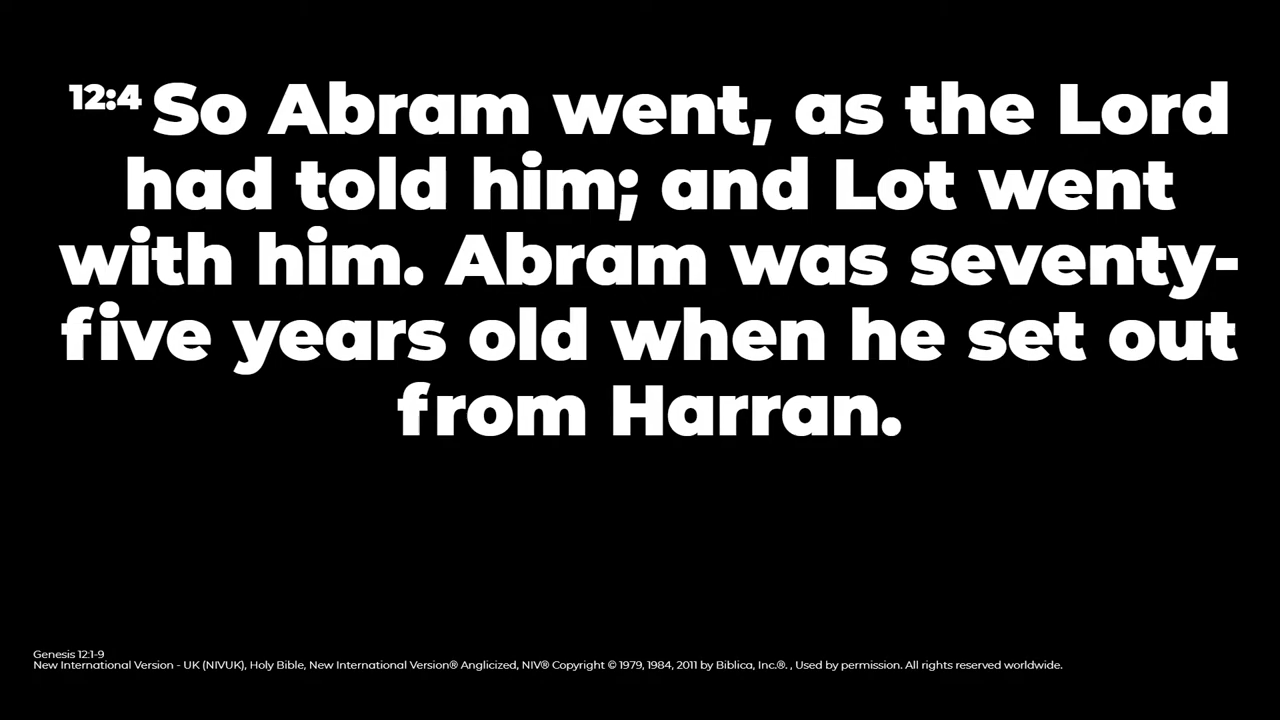 12:4 So Abram went, as the Lord
had told him; and Lot went
with him. Abram was seventy-
five years old when he set out
from Harran.
Genesis 12:1-9
New International Version - UK (NIVUK), Holy Bible, New International Version® Anglicized, NIV® Copyright © 1979, 1984, 2011 by Biblica, Inc.®. , Used by permission. All rights reserved worldwide.